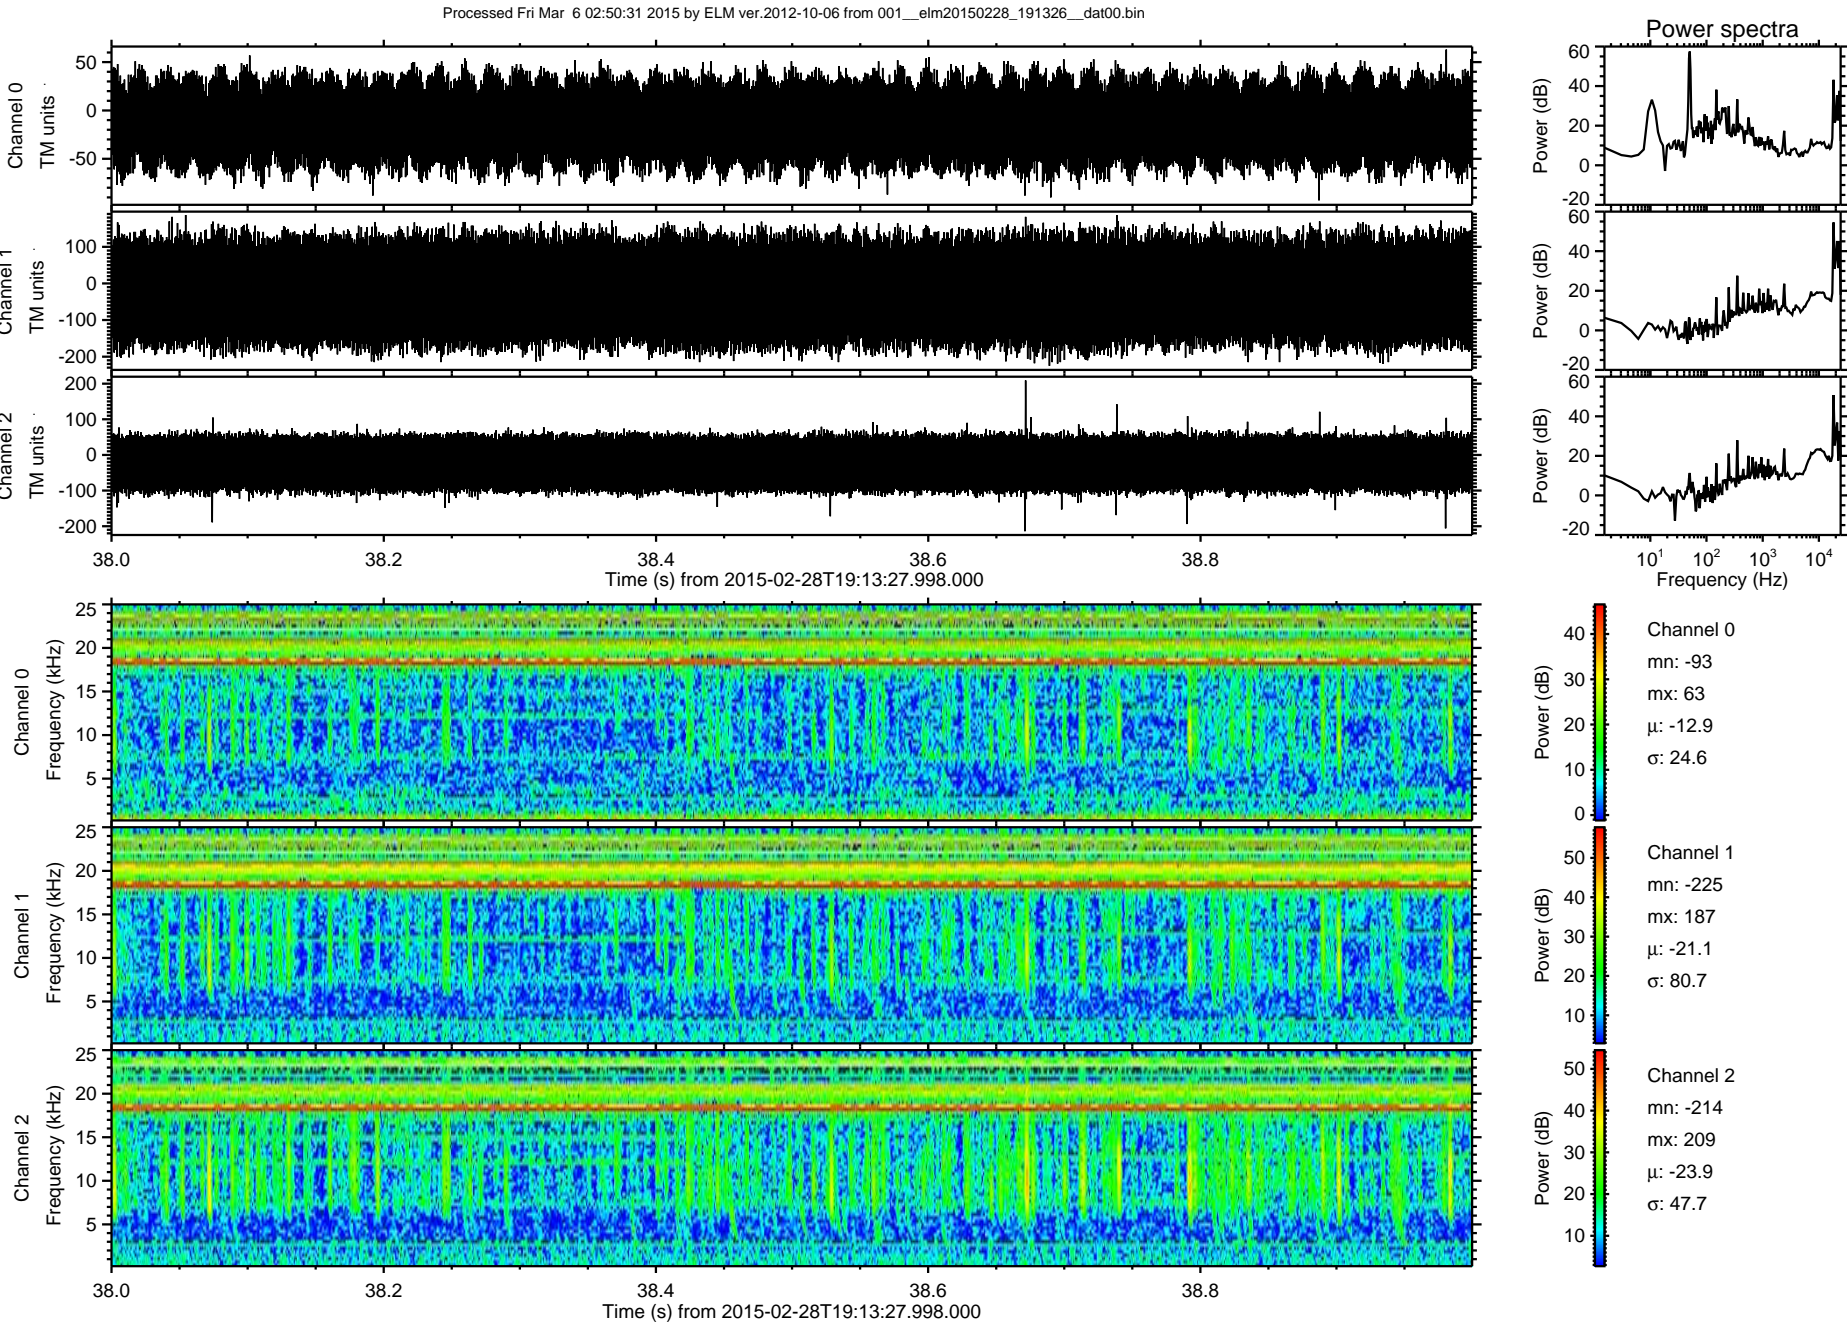 Processed Fri Mar  6 02:50:31 2015 by ELM ver.2012-10-06 from 001__elm20150228_191326__dat00.bin
Power spectra
Channel 0
TM units
50
0
-50
Power (dB)
60
40
20
0
-20
Channel 1
TM units
100
0
-100
-200
Power (dB)
60
40
20
0
-20
Channel 2
TM units
200
100
0
-100
-200
Power (dB)
60
40
20
0
-20
38.0 38.2 38.4 38.6 38.8
Time (s) from 2015-02-28T19:13:27.998.000
10^1 10^2 10^3 10^4
Frequency (Hz)
Channel 0
Frequency (kHz)
25
20
15
10
5
Power (dB)
40
30
20
10
0
Channel 0
mn: -93
mx: 63
μ: -12.9
σ: 24.6
Channel 1
Frequency (kHz)
25
20
15
10
5
Power (dB)
50
40
30
20
10
Channel 1
mn: -225
mx: 187
μ: -21.1
σ: 80.7
Channel 2
Frequency (kHz)
25
20
15
10
5
Power (dB)
50
40
30
20
10
Channel 2
mn: -214
mx: 209
μ: -23.9
σ: 47.7
38.0 38.2 38.4 38.6 38.8
Time (s) from 2015-02-28T19:13:27.998.000